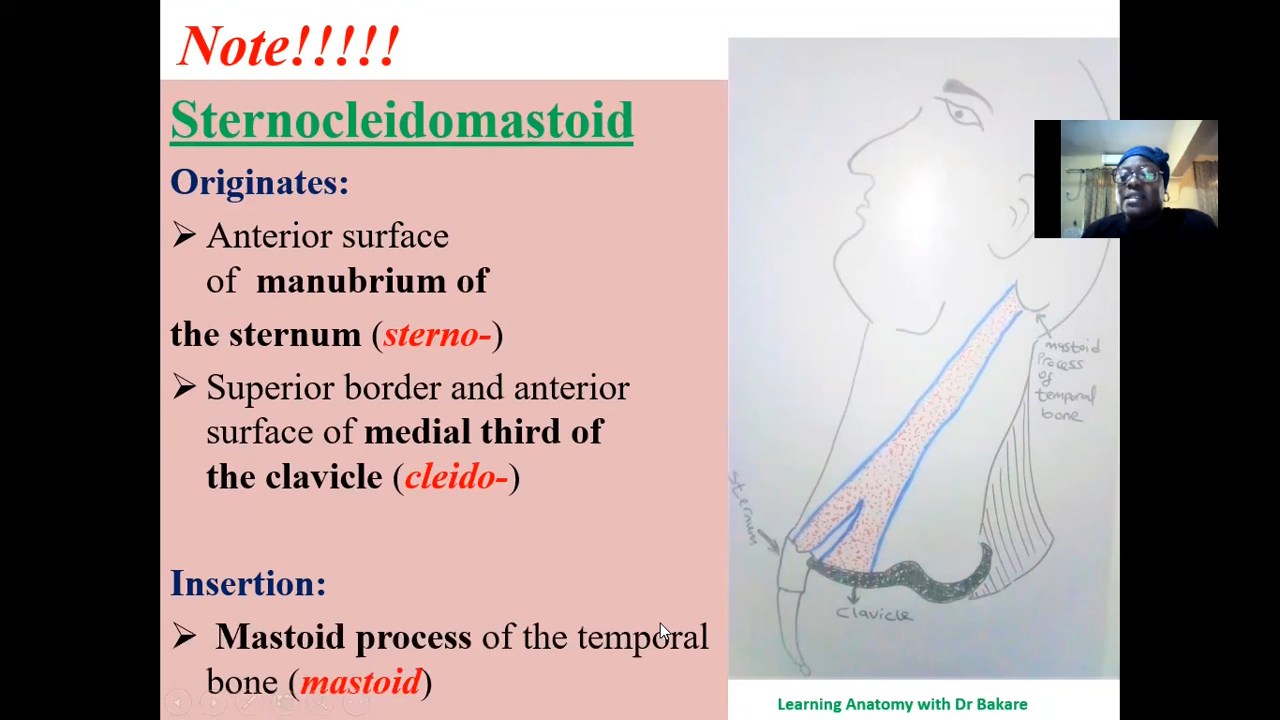 Note!!!!!
Sternocleidomastoid
Originates:
➢ Anterior surface
of manubrium of
the sternum (sterno-)
➢ Superior border and anterior
surface of medial third of
the clavicle (cleido-)
Insertion:
➢ Mastoid process of the temporal
bone (mastoid)
mastoid
Process
of
temporal
bone
Sternum
Clavicle
Learning Anatomy with Dr Bakare